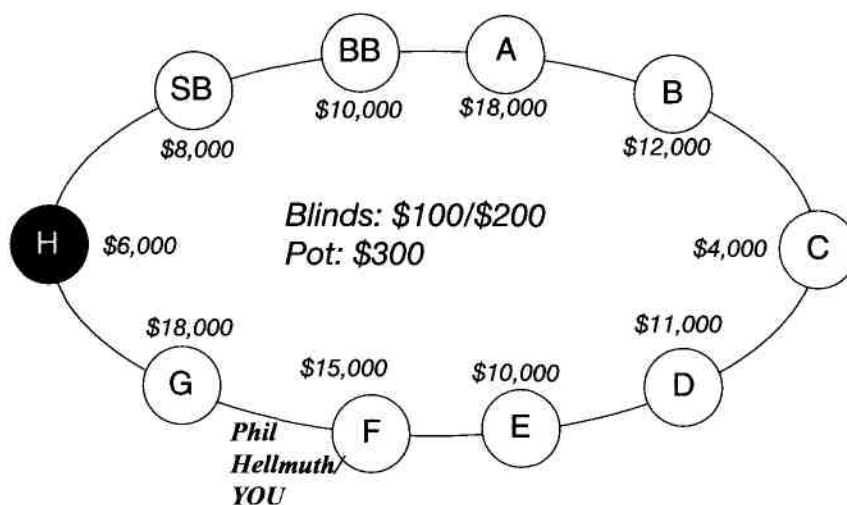 BB
A
SB
B
$10,000
$18,000
$8,000
$12,000
Blinds: $100/$200
Pot: $300
H
$6,000
$4,000
C
$18,000
$11,000
$15,000
$10,000
G
D
F
E
Phil
Hellmuth/
YOU